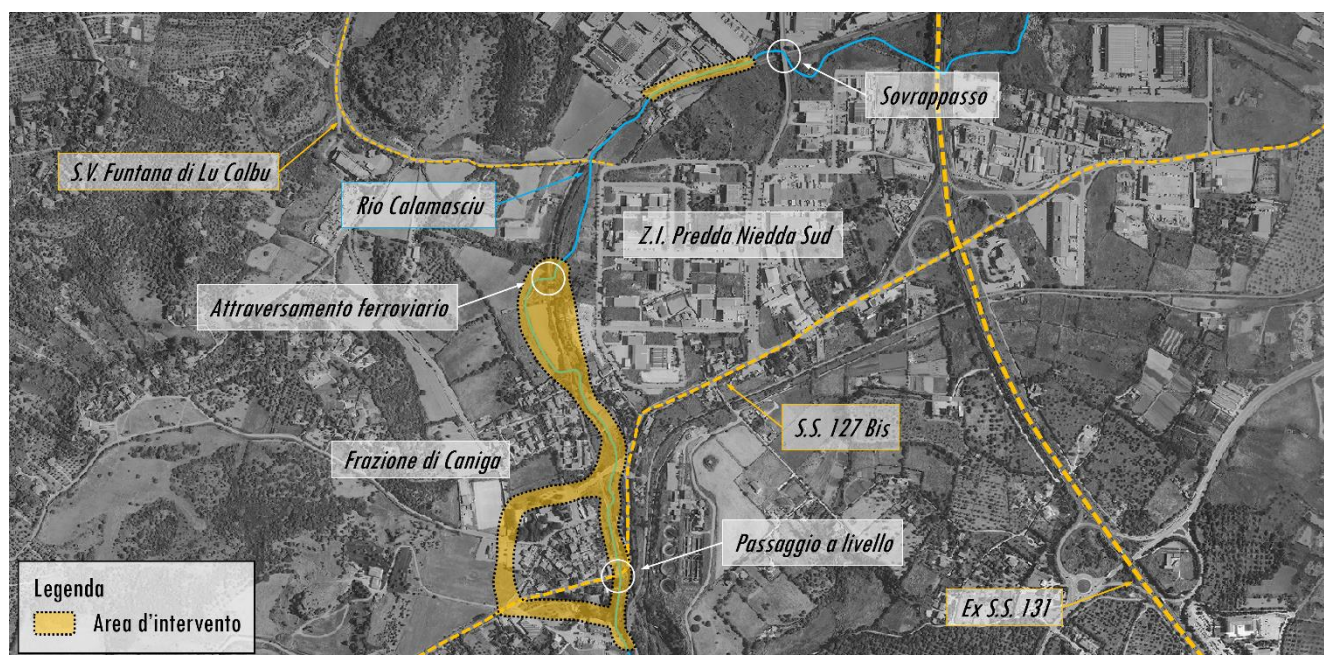 Sovrappasso
S.V. Funtana di Lu Colbu
Rio Calamasciu
Z.I. Predda Niedda Sud
Attraversamento ferroviario
S.S. 127 Bis
Frazione di Caniga
Passaggio a livello
Legenda
Area d'intervento
Ex S.S. 131